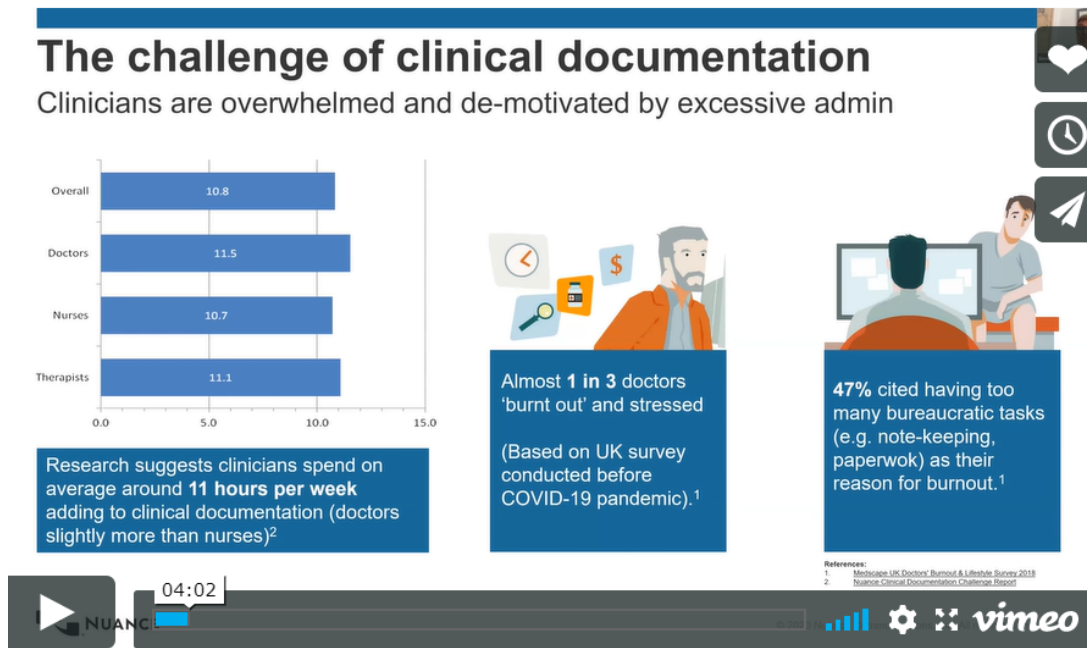 The challenge of clinical documentation
Clinicians are overwhelmed and de-motivated by excessive admin
Overall
10.8
Doctors
11.5
Nurses
10.7
Therapists
11.1
0.0 5.0 10.0 15.0
Research suggests clinicians spend on
average around 11 hours per week
adding to clinical documentation (doctors
slightly more than nurses)2
$
Almost 1 in 3 doctors
‘burnt out’ and stressed
(Based on UK survey
conducted before
COVID-19 pandemic).1
47% cited having too
many bureaucratic tasks
(e.g. note-keeping,
paperwok) as their
reason for burnout.1
References:
1. Medscape UK Doctors' Burnout & Lifestyle Survey 2018
2. Nuance Clinical Documentation Challenge Report
04:02
NUANCE
vimeo